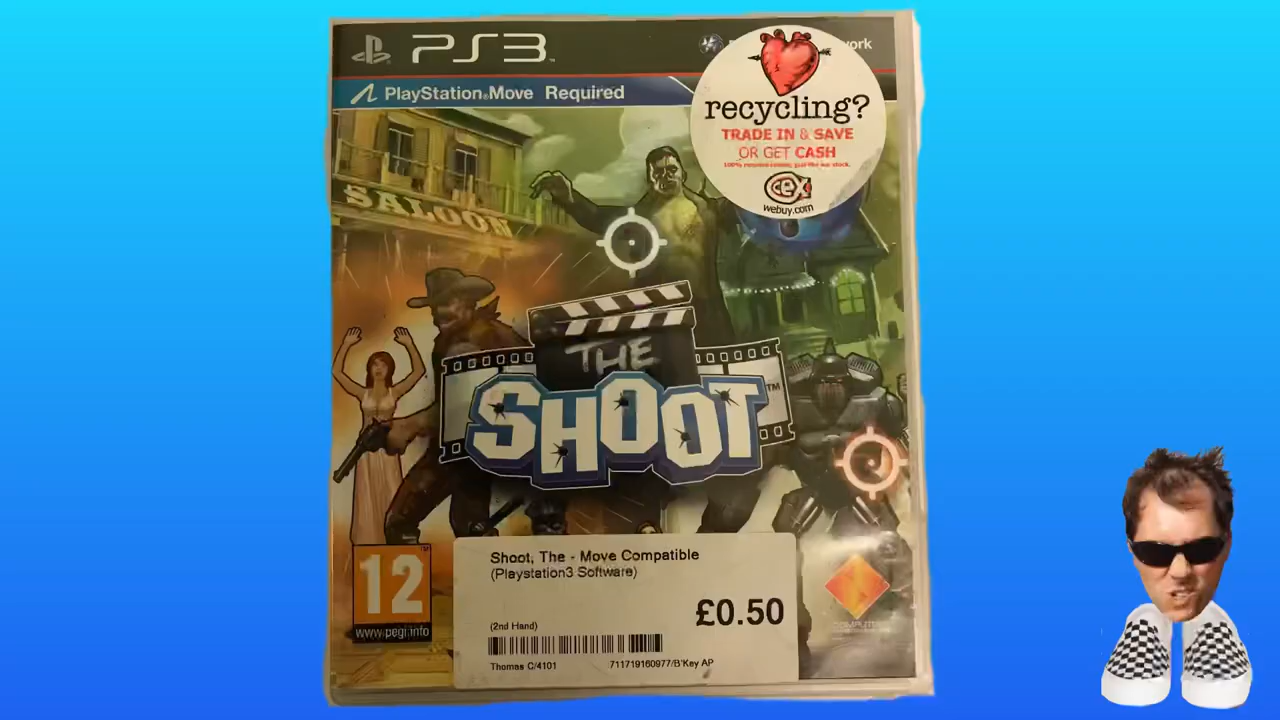 PS3
PlayStation®Move Required
recycling?
TRADE IN & SAVE
OR GET CASH
cex
webuy.com
SALOON
THE
SHOOT™
12
www.pegi.info
Shoot, The - Move Compatible
(Playstation3 Software)
£0.50
(2nd Hand)
Thomas C/4101
711719160977/B'Key AP